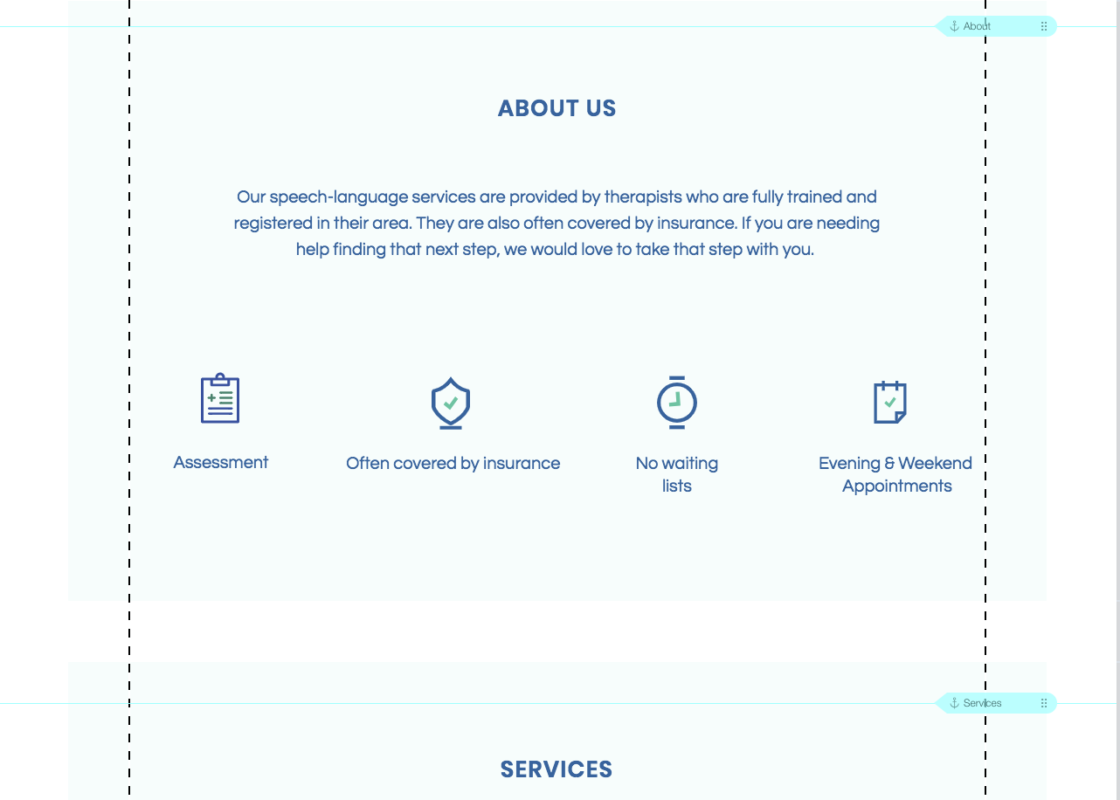 About
ABOUT US
Our speech-language services are provided by therapists who are fully trained and
registered in their area. They are also often covered by insurance. If you are needing
help finding that next step, we would love to take that step with you.
Assessment
Often covered by insurance
No waiting
lists
Evening & Weekend
Appointments
Services
SERVICES